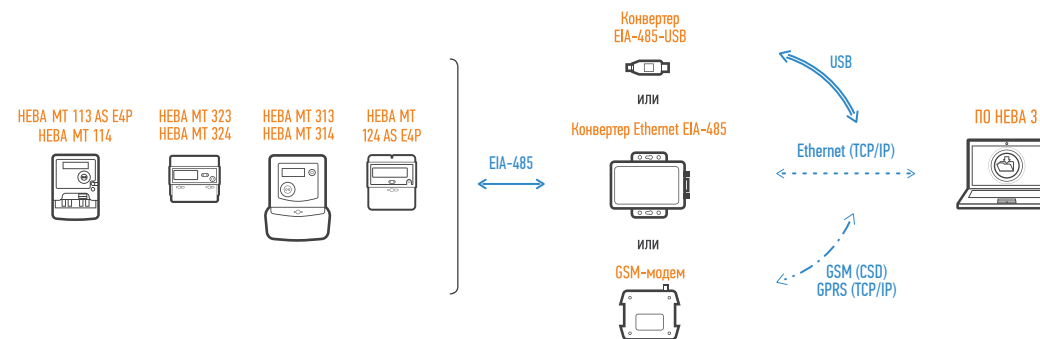 НЕВА МТ 113 AS E4P
НЕВА МТ 114
НЕВА МТ 323
НЕВА МТ 324
НЕВА МТ 313
НЕВА МТ 314
НЕВА МТ
124 AS E4P
EIA-485
Конвертер
EIA-485-USB
или
Конвертер Ethernet EIA-485
или
GSM-модем
USB
Ethernet (TCP/IP)
GSM (CSD)
GPRS (TCP/IP)
ПО НЕВА 3